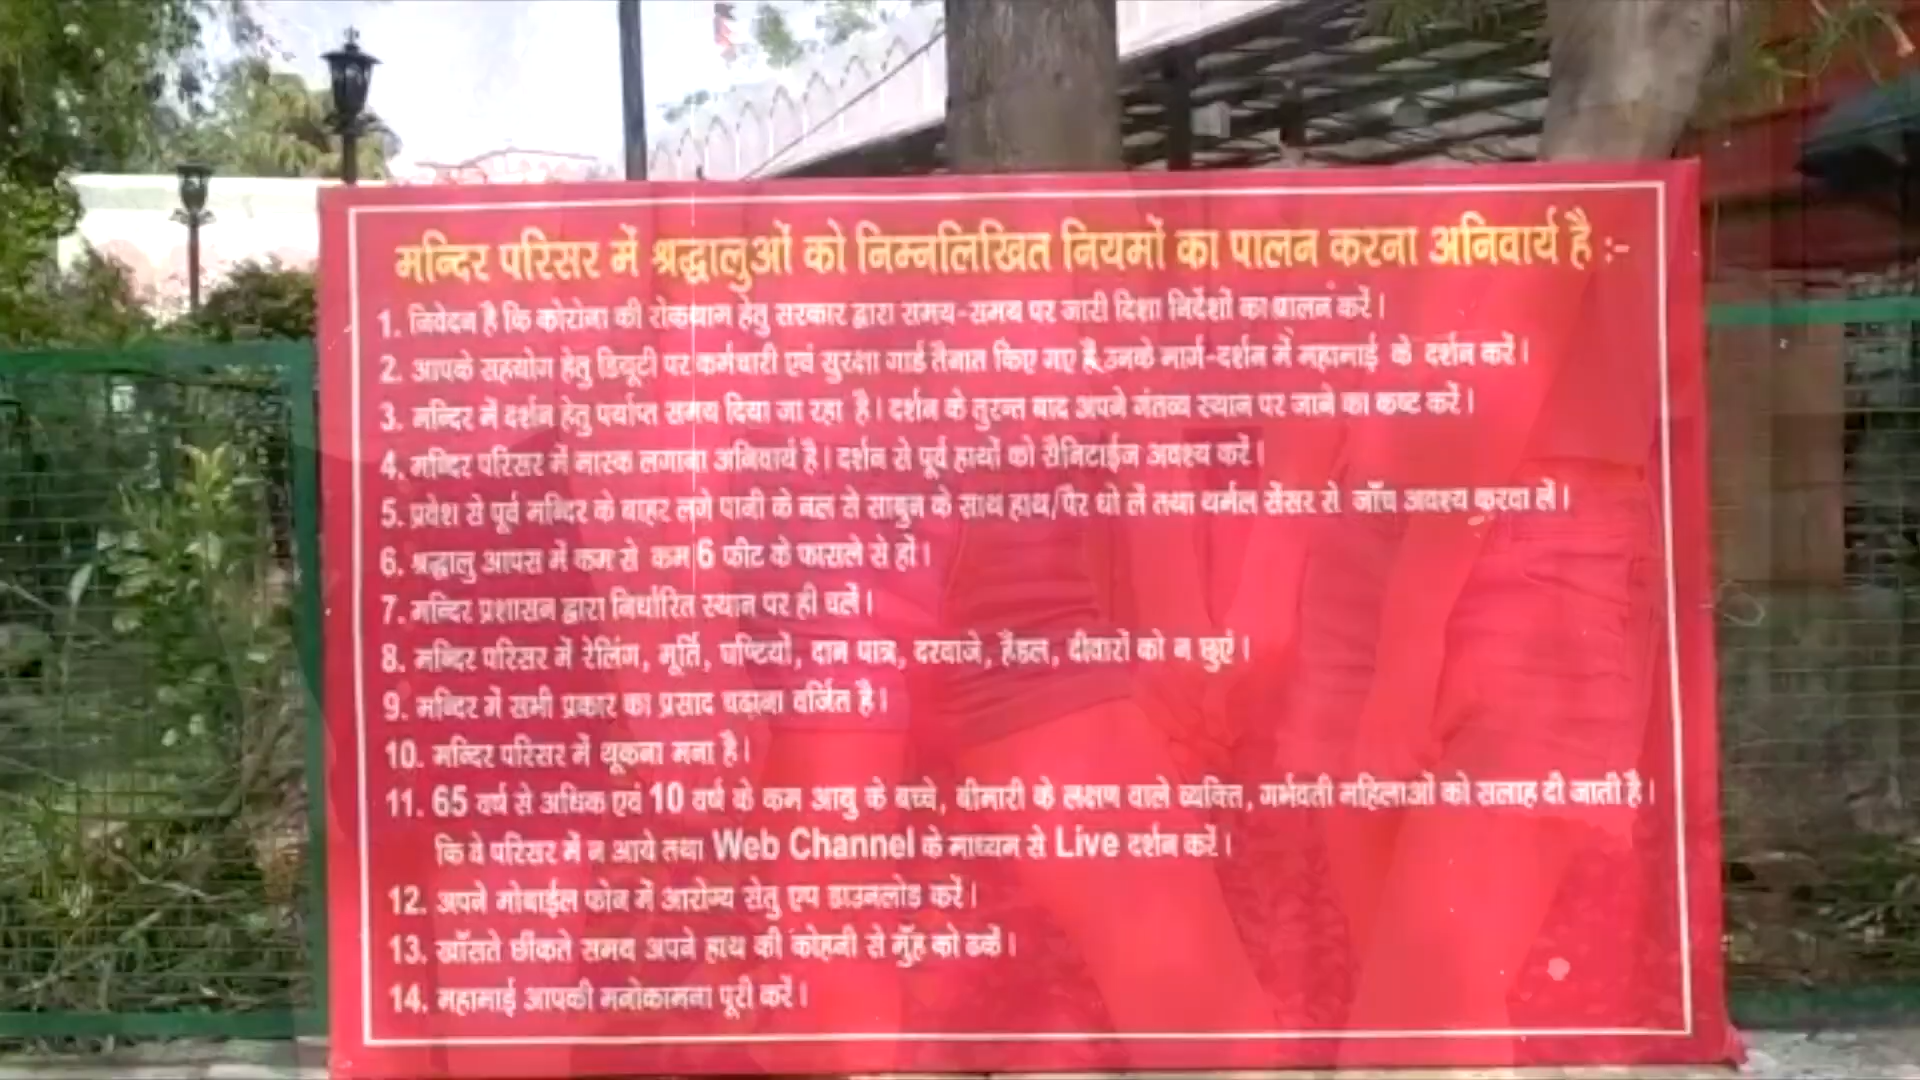 मन्दिर परिसर में श्रद्धालुओं को निम्नलिखित नियमों का पालन करना अनिवार्य है :-
1. निवेदन है कि कोरोना की रोकथाम हेतु सरकार द्वारा समय-समय पर जारी दिशा निर्देशों का पालन करें।
2. आपके सहयोग हेतु डियूटी पर कर्मचारी एवं सुरक्षा गार्ड तैनात किए गए है उनके मार्ग-दर्शन में महामाई के दर्शन करें।
3. मन्दिर में दर्शन हेतु पर्याप्त समय दिया जा रहा है। दर्शन के तुरन्त बाद अपने गंतव्य स्थान पर जाने का कष्ट करें।
4. मन्दिर परिसर में मास्क लगाना अनिवार्य है। दर्शन से पूर्व हाथों को सैनिटाईज अवश्य करें।
5. प्रवेश से पूर्व मन्दिर के बाहर लगे पानी के नल से साबुन के साथ हाथ/पैर धो लें तथा थर्मल सेंसर से जाँच अवश्य करवा लें।
6. श्रद्धालु आपस में कम से कम 6 फीट के फासले से हों।
7. मन्दिर प्रशासन द्वारा निर्धारित स्थान पर ही चलें।
8. मन्दिर परिसर में रेलिंग, मूर्ति, घण्टियों, दान पात्र, दरवाजे, हैंडल, दीवारों को न छुएं।
9. मन्दिर में सभी प्रकार का प्रसाद चढ़ाना वर्जित है।
10. मन्दिर परिसर में थूकना मना है।
11. 65 वर्ष से अधिक एवं 10 वर्ष के कम आयु के बच्चे, बीमारी के लक्षण वाले व्यक्ति, गर्भवती महिलाओं को सलाह दी जाती है।
कि वे परिसर में न आये तथा Web Channel के माध्यम से Live दर्शन करें।
12. अपने मोबाईल फोन में आरोग्य सेतु एप डाउनलोड करें।
13. खाँसते छींकते समय अपने हाथ की कोहनी से मुँह को ढकें।
14. महामाई आपकी मनोकामना पूरी करें।